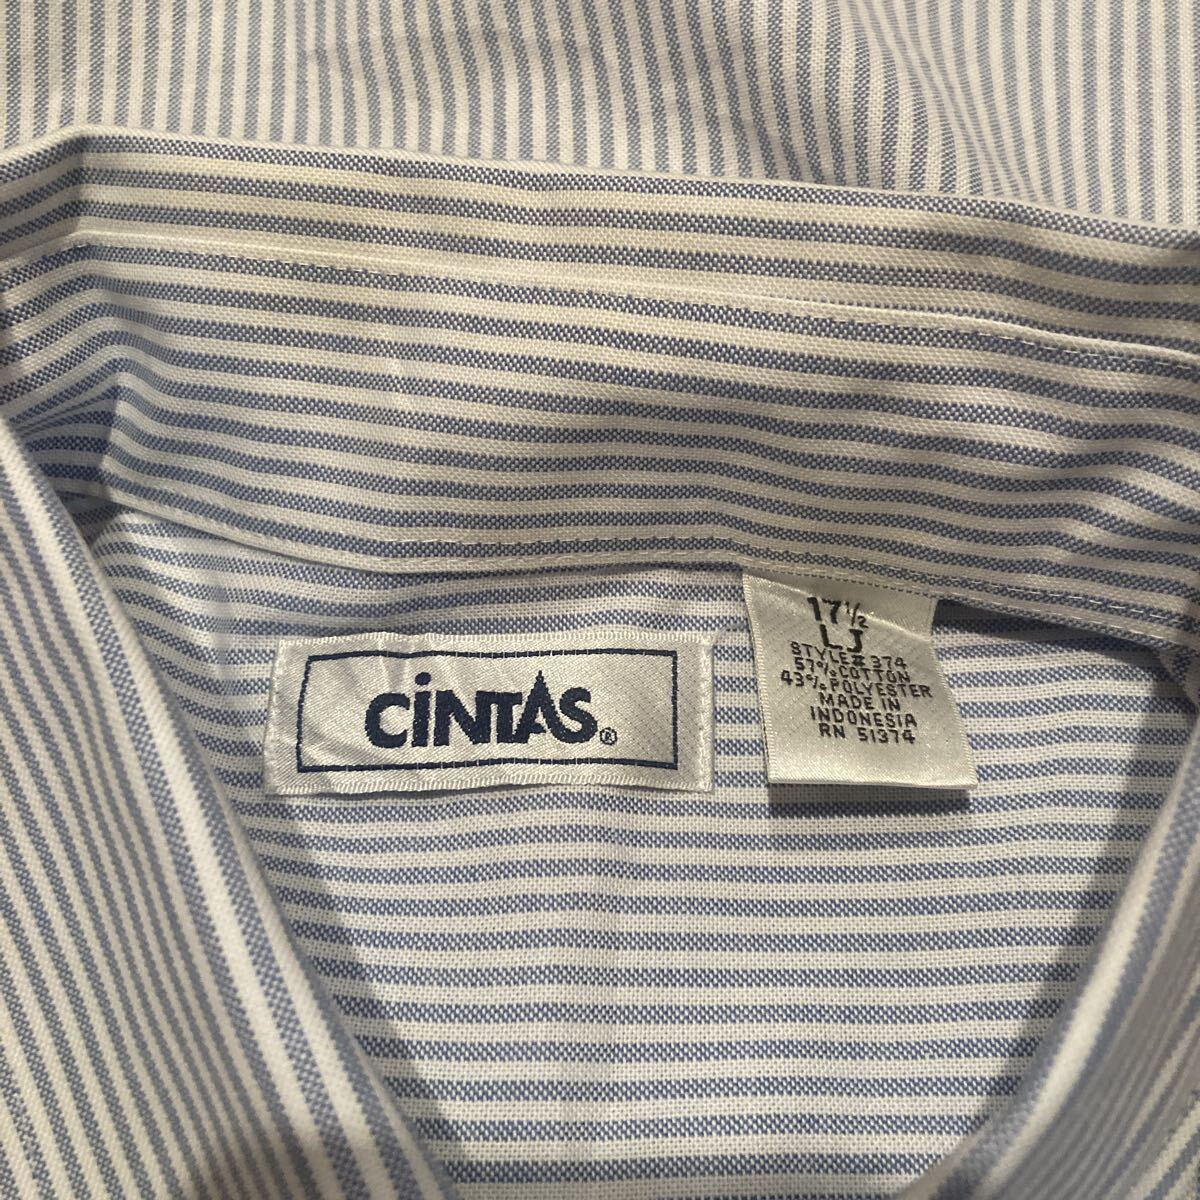 CiNTAS®
17½
LJ
STYLE# 374
57% COTTON
43% POLYESTER
MADE IN
INDONESIA
RN 51374